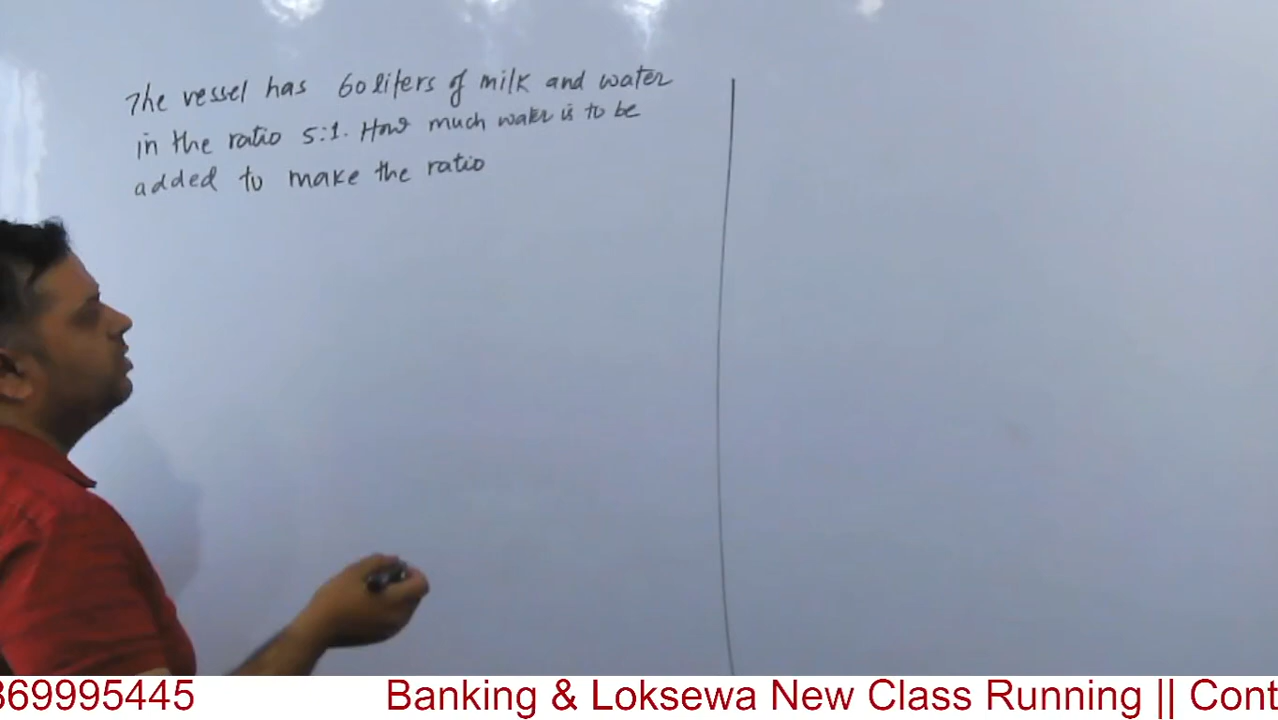 The vessel has 60 liters of milk and water
in the ratio 5:1. How much water is to be
added to make the ratio
869995445 Banking & Loksewa New Class Running || Cont